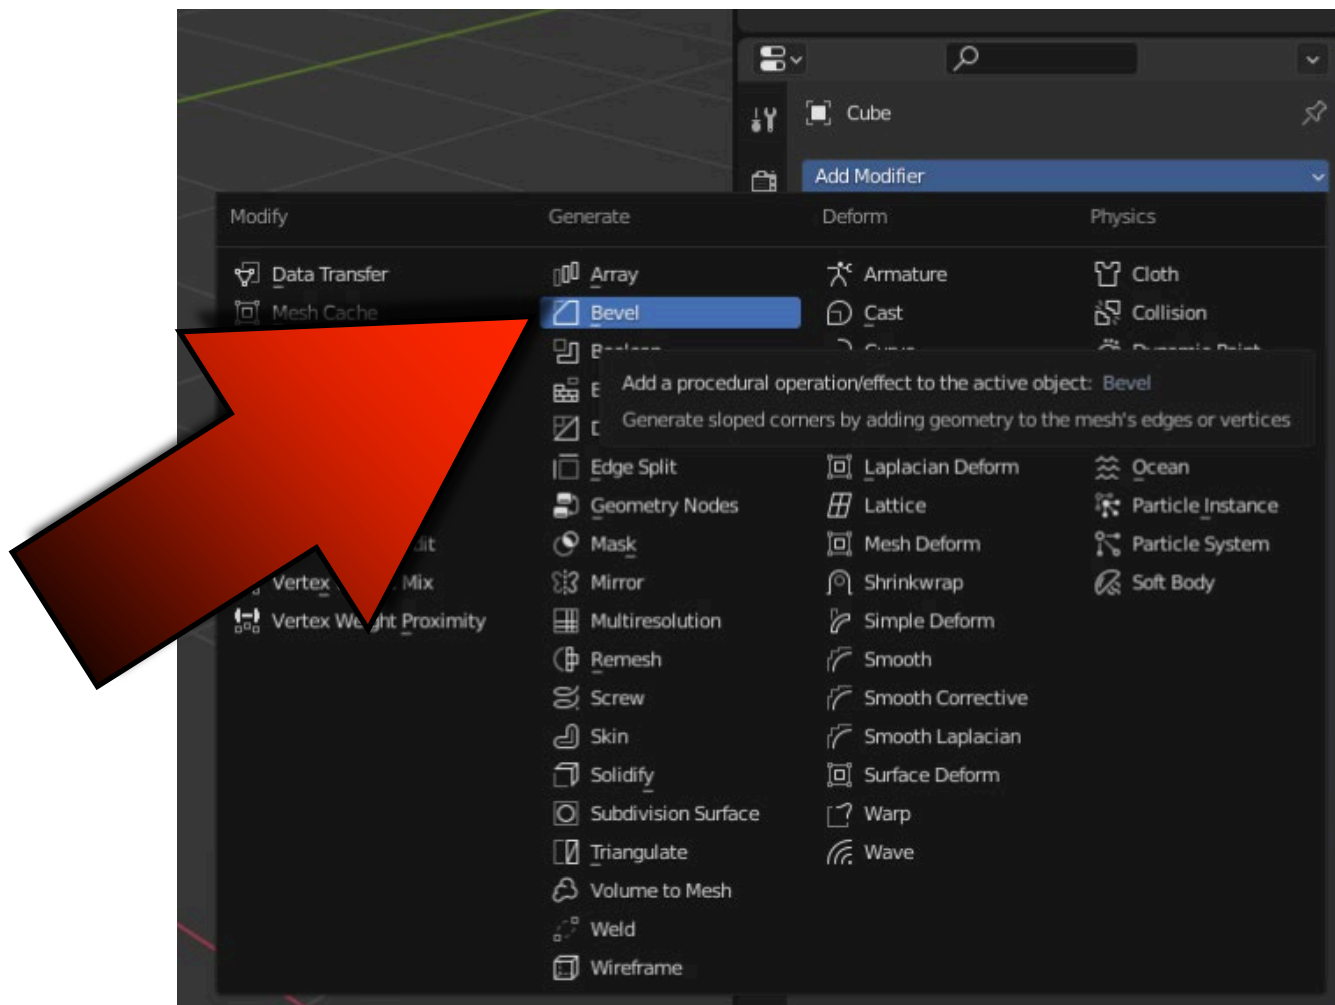 Cube
Add Modifier
Modify
Generate
Deform
Physics
Data Transfer
Mesh Cache
Vertex
Mix
Vertex Weight Proximity
Array
Bevel
Edge Split
Geometry Nodes
Mask
Mirror
Multiresolution
Remesh
Screw
Skin
Solidify
Subdivision Surface
Triangulate
Volume to Mesh
Weld
Wireframe
Armature
Cast
Laplacian Deform
Lattice
Mesh Deform
Shrinkwrap
Simple Deform
Smooth
Smooth Corrective
Smooth Laplacian
Surface Deform
Warp
Wave
Cloth
Collision
Ocean
Particle Instance
Particle System
Soft Body
Add a procedural operation/effect to the active object: Bevel
Generate sloped corners by adding geometry to the mesh's edges or vertices